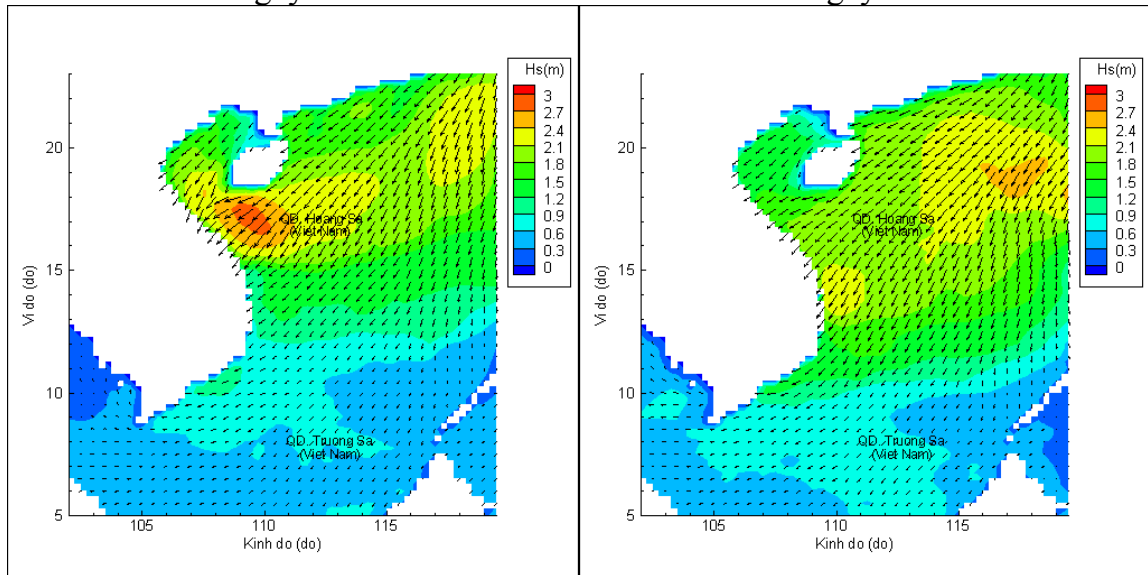 Hs(m)
3
2.7
2.4
2.1
1.8
1.5
1.2
0.9
0.6
0.3
0
20
15
10
5
Vi do (do)
QD. Hoang Sa
(Viet Nam)
QD. Truong Sa
(Viet Nam)
105
110
115
Kinh do (do)
Hs(m)
3
2.7
2.4
2.1
1.8
1.5
1.2
0.9
0.6
0.3
0
20
15
10
5
Vi do (do)
QD. Hoang Sa
(Viet Nam)
QD. Truong Sa
(Viet Nam)
105
110
115
Kinh do (do)